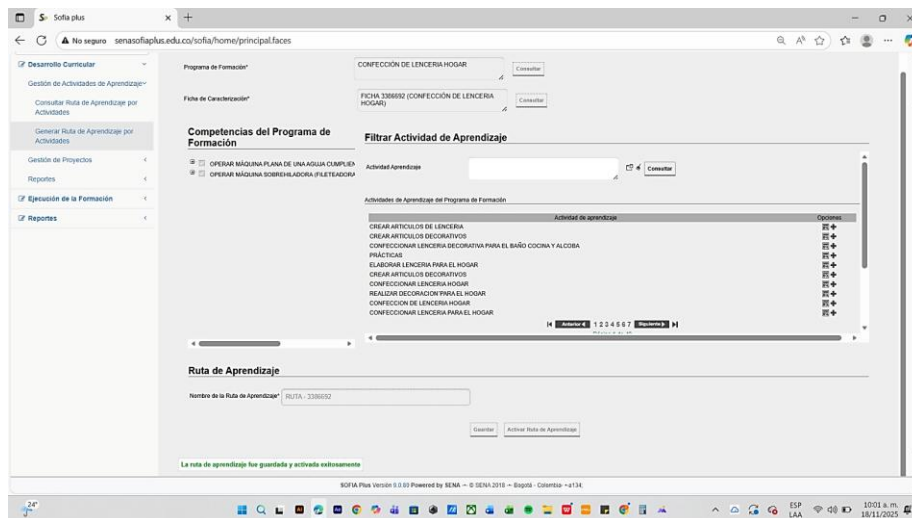 Sofia plus
No seguro senasofiaplus.edu.co/sofia/home/principal.faces
Desarrollo Curricular
Gestión de Actividades de Aprendizaje
Consultar Ruta de Aprendizaje por
Actividades
Generar Ruta de Aprendizaje por
Actividades
Gestión de Proyectos
Reportes
Ejecución de la Formación
Reportes
Programa de Formación*
CONFECCIÓN DE LENCERIA HOGAR
Consultar
Ficha de Caracterización*
FICHA 3386692 (CONFECCIÓN DE LENCERIA
HOGAR)
Consultar
Competencias del Programa de
Formación
OPERAR MÁQUINA PLANA DE UNA AGUJA CUMPLIEN
OPERAR MÁQUINA SOBREHILADORA (FILETEADORA
Filtrar Actividad de Aprendizaje
Actividad Aprendizaje
Consultar
Actividades de Aprendizaje del Programa de Formación
Actividad de aprendizaje Opciones
CREAR ARTICULOS DE LENCERIA
CREAR ARTICULOS DECORATIVOS
CONFECCIONAR LENCERIA DECORATIVA PARA EL BAÑO COCINA Y ALCOBA
PRÁCTICAS
ELABORAR LENCERIA PARA EL HOGAR
CREAR ARTICULOS DECORATIVOS
CONFECCIONAR LENCERIA HOGAR
REALIZAR DECORACION PARA EL HOGAR
CONFECCION DE LENCERIA HOGAR
CONFECCIONAR LENCERIA PARA EL HOGAR
Anterior 1 2 3 4 5 6 7 Siguiente
Ruta de Aprendizaje
Nombre de la Ruta de Aprendizaje* RUTA - 3386692
Guardar Activar Ruta de Aprendizaje
La ruta de aprendizaje fue guardada y activada exitosamente
SOFIA Plus Versión 9.0.89 Powered by SENA - © SENA 2018 - Bogotá - Colombia - a134.
24°
ESP
LAA
10:01 a. m.
18/11/2025